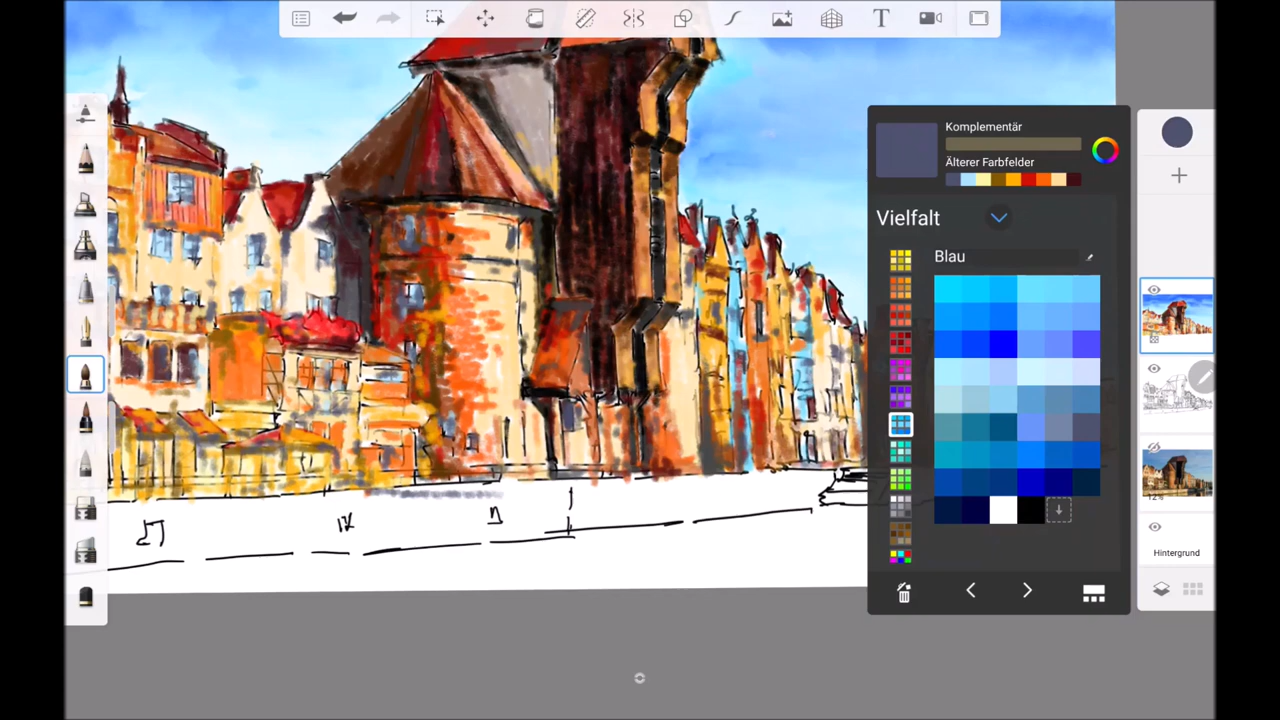 T
Komplementär
Älterer Farbfelder
Vielfalt
Blau
Hintergrund